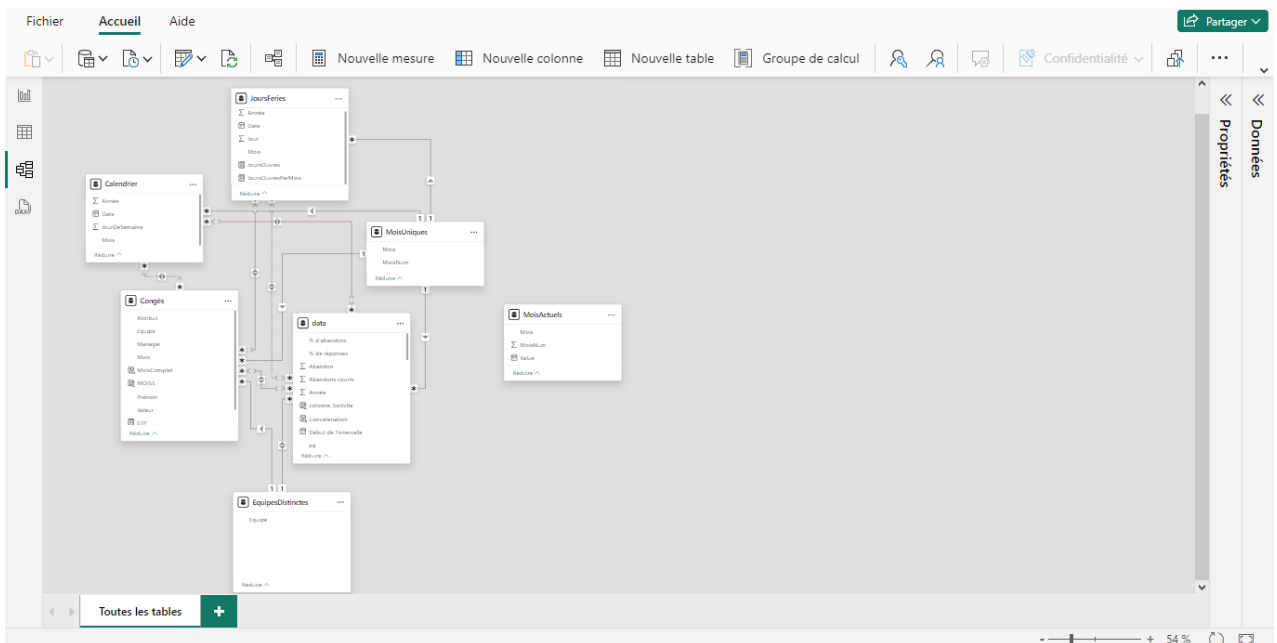 Fichier Accueil Aide Partager
Nouvelle mesure Nouvelle colonne Nouvelle table Groupe de calcul Confidentialité
DAX
Propriétés
Données
JoursFeries
Année
Date
Jour
Mois
JoursOuvres
JoursOuvresParMois
Réduire
Calendrier
Année
Date
JourDeSemaine
Mois
Réduire
MoisUniques
Mois
MoisNum
Réduire
Congés
Attribut
Equipe
Manager
Mois
MoisComplet
MOISS
Prénom
Valeur
ETP
Réduire
data
% d'abandons
% de réponses
Abandon
Abandons courts
Année
colonne_Switche
Concatenation
Début de l'intervalle
eq
Réduire
MoisActuels
Mois
MoisNum
Value
Réduire
EquipesDistinctes
Equipe
Réduire
Toutes les tables +
- + 54 %